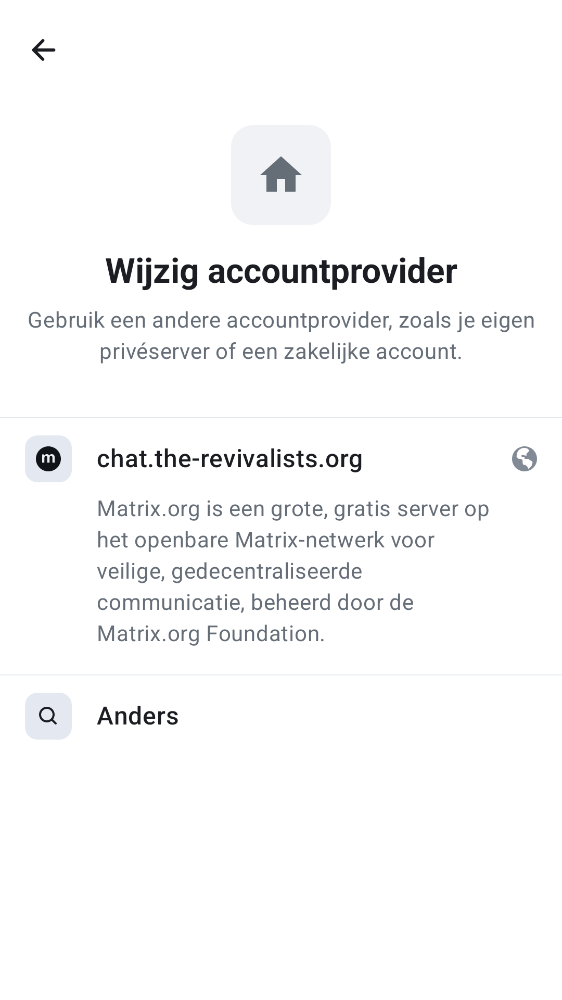 Wijzig accountprovider
Gebruik een andere accountprovider, zoals je eigen
privéserver of een zakelijke account.
m
chat.the-revivalists.org
Matrix.org is een grote, gratis server op
het openbare Matrix-netwerk voor
veilige, gedecentraliseerde
communicatie, beheerd door de
Matrix.org Foundation.
Anders